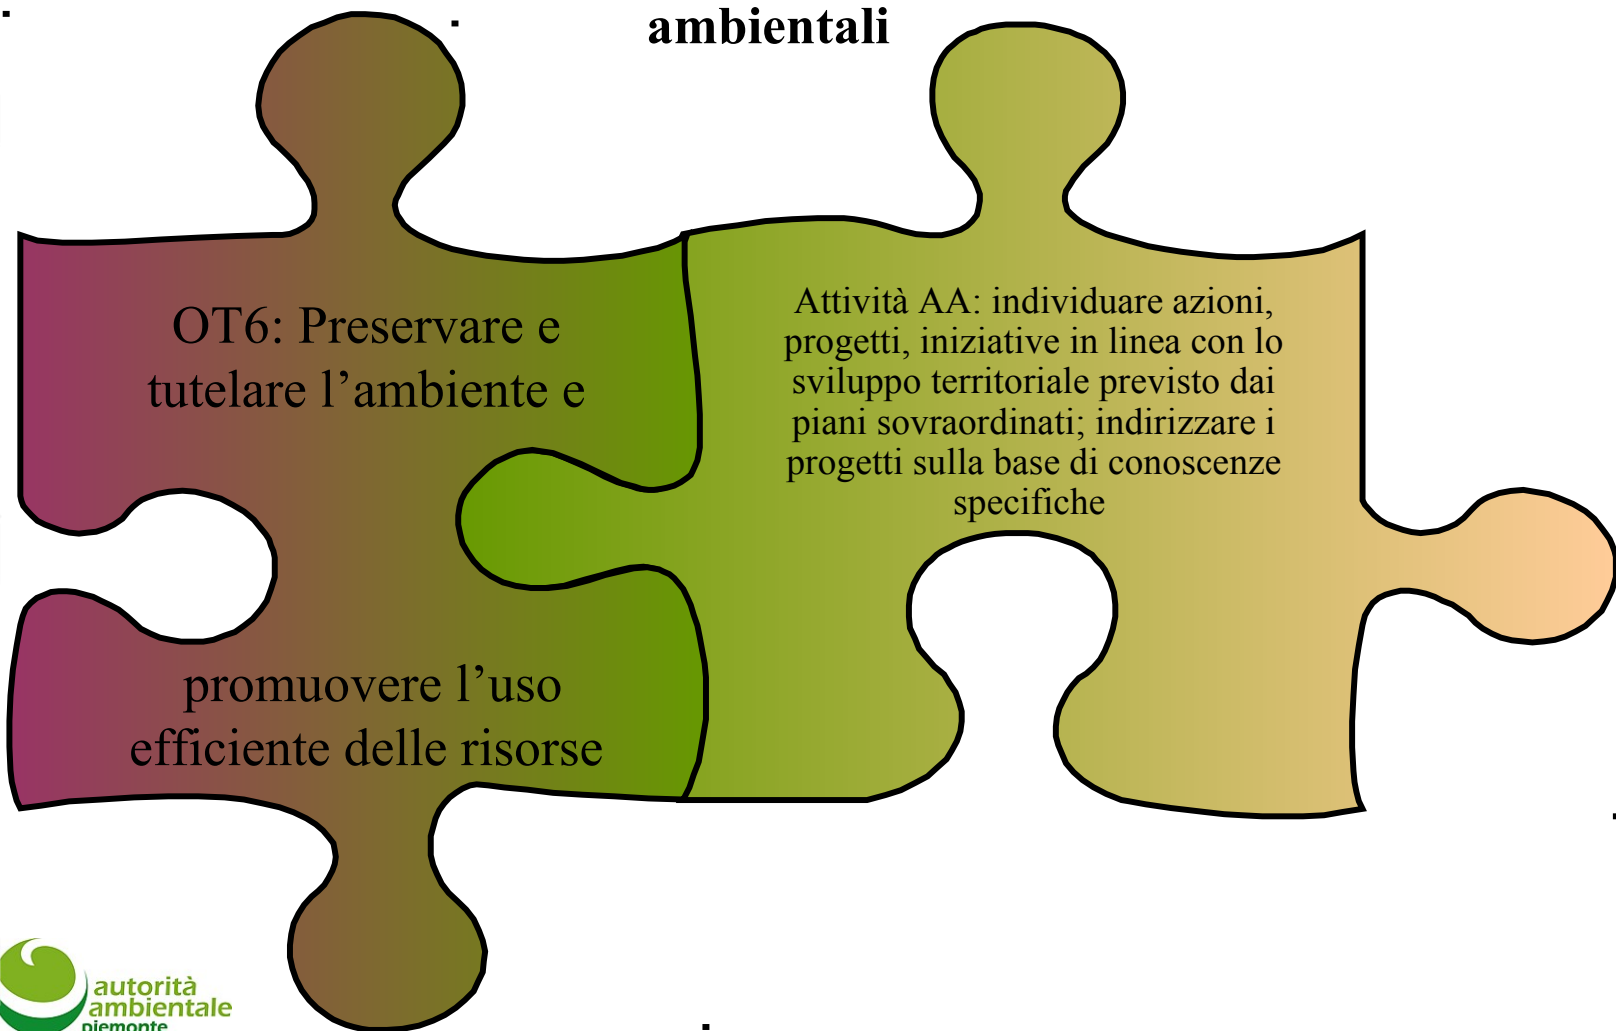 ambientali
OT6: Preservare e
tutelare l’ambiente e
promuovere l’uso
efficiente delle risorse
Attività AA: individuare azioni,
progetti, iniziative in linea con lo
sviluppo territoriale previsto dai
piani sovraordinati; indirizzare i
progetti sulla base di conoscenze
specifiche
autorità
ambientale
piemonte